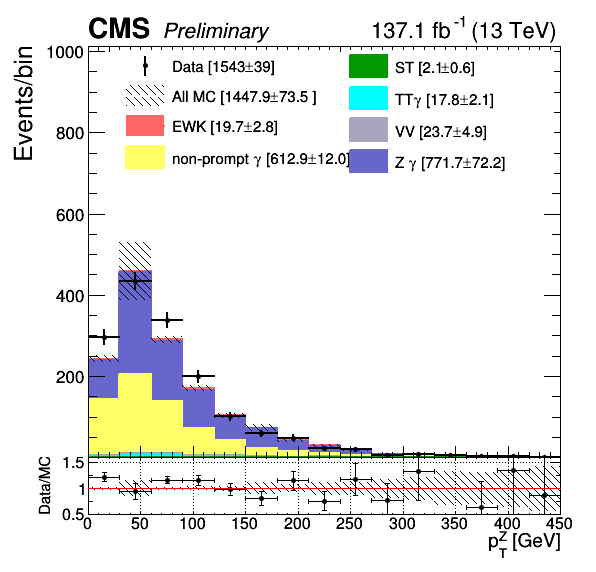 CMS Preliminary 137.1 fb⁻¹ (13 TeV)
Events/bin
1000
800
600
400
200
Data [1543±39]
All MC [1447.9±73.5 ]
EWK [19.7±2.8]
non-prompt γ [612.9±12.0]
ST [2.1±0.6]
TTγ [17.8±2.1]
VV [23.7±4.9]
Z γ [771.7±72.2]
Data/MC
1.5
1
0.5
0 50 100 150 200 250 300 350 400 450
p_T^Z [GeV]